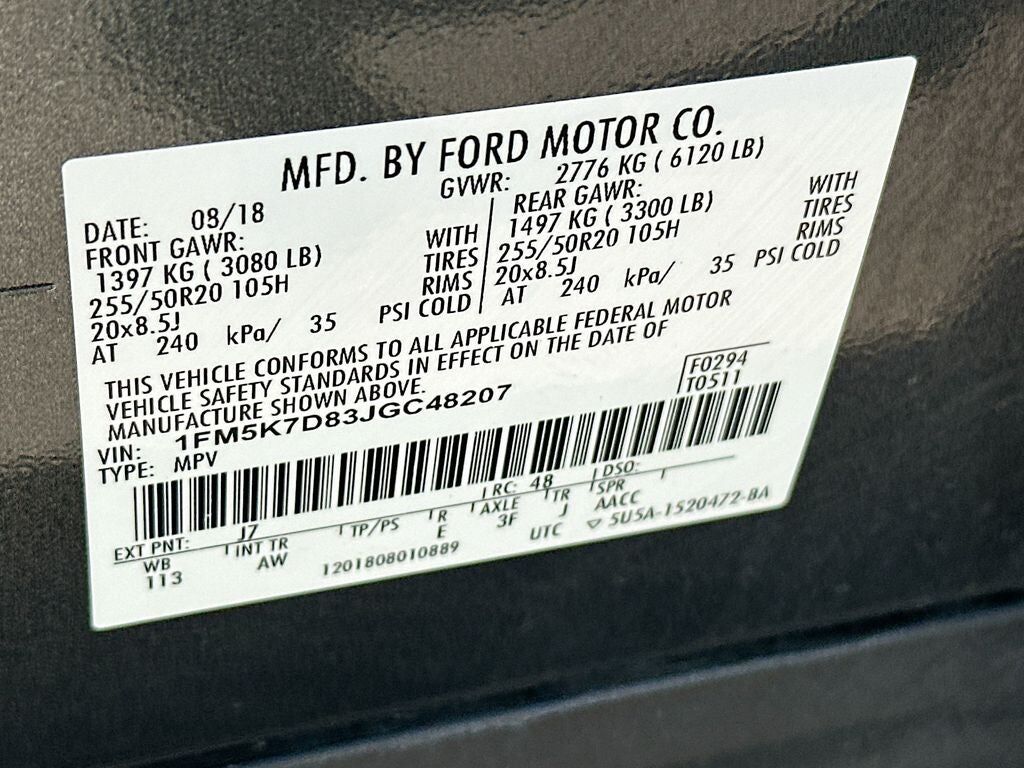 MFD. BY FORD MOTOR CO.
DATE: 08/18 GVWR: 2776 KG ( 6120 LB)
FRONT GAWR: REAR GAWR:
1397 KG ( 3080 LB) WITH 1497 KG ( 3300 LB) WITH
255/50R20 105H TIRES 255/50R20 105H TIRES
20x8.5J RIMS 20x8.5J RIMS
AT 240 kPa/ 35 PSI COLD AT 240 kPa/ 35 PSI COLD
THIS VEHICLE CONFORMS TO ALL APPLICABLE FEDERAL MOTOR
VEHICLE SAFETY STANDARDS IN EFFECT ON THE DATE OF
MANUFACTURE SHOWN ABOVE.
F0294
T0511
VIN: 1FM5K7D83JGC48207
TYPE: MPV
EXT PNT: J7 RC: 48 DSO:
WB INT TR TP/PS R AXLE TR SPR
113 AW E 3F J AACC
1201808010889 UTC ▽ 5U5A-1520472-BA